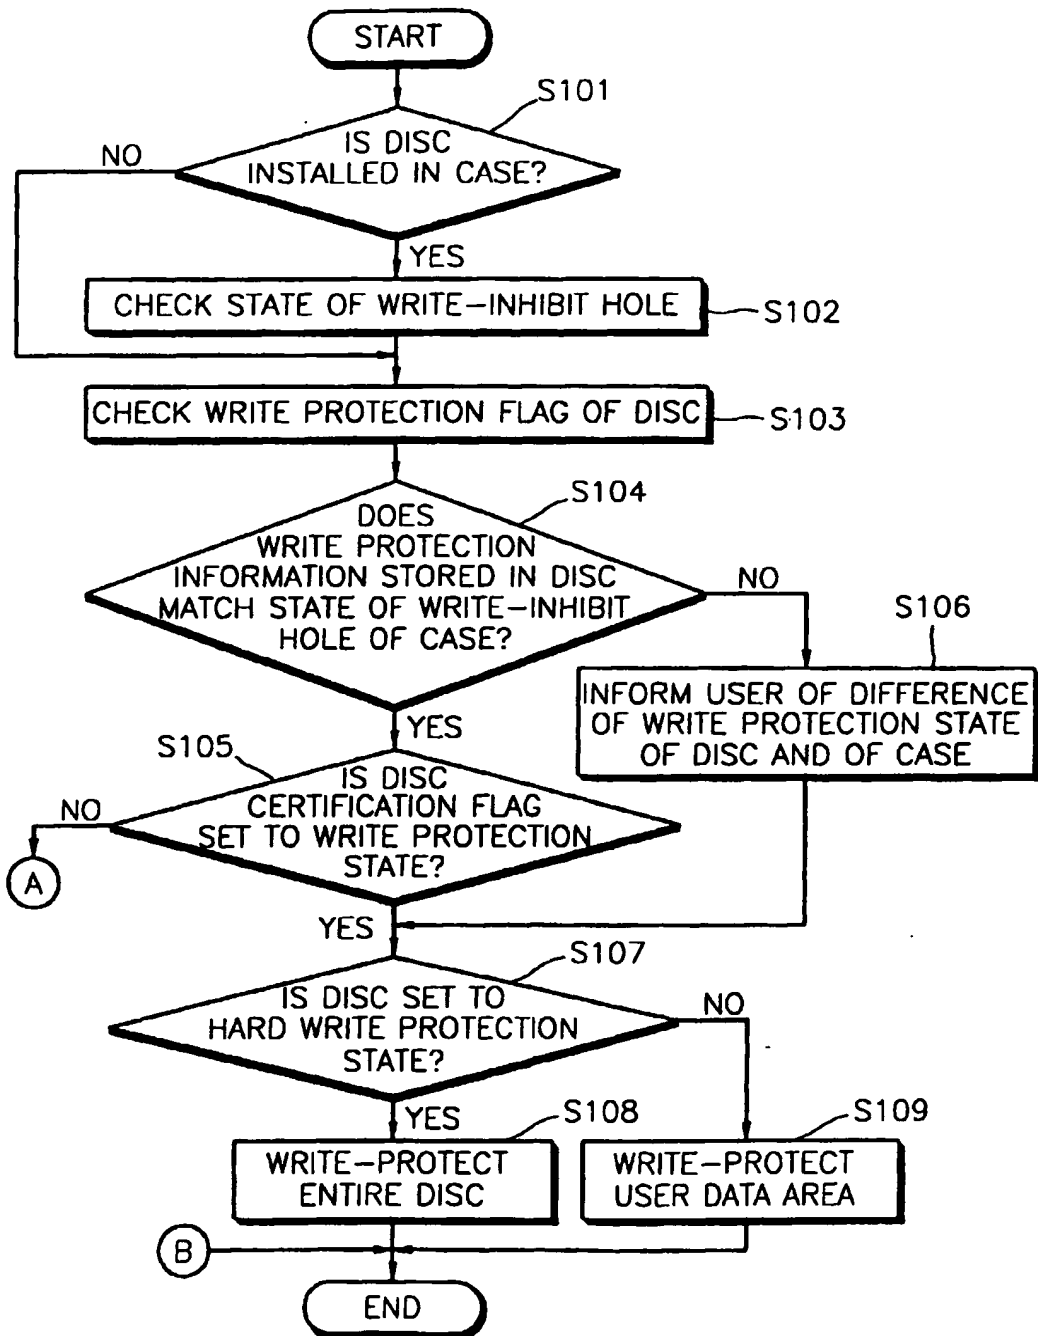 START
S101
IS DISC
INSTALLED IN CASE?
NO
YES
CHECK STATE OF WRITE-INHIBIT HOLE
S102
CHECK WRITE PROTECTION FLAG OF DISC
S103
S104
DOES
WRITE PROTECTION
INFORMATION STORED IN DISC
MATCH STATE OF WRITE-INHIBIT
HOLE OF CASE?
NO
S106
INFORM USER OF DIFFERENCE
OF WRITE PROTECTION STATE
OF DISC AND OF CASE
YES
S105
IS DISC
CERTIFICATION FLAG
SET TO WRITE PROTECTION
STATE?
NO
A
YES
S107
IS DISC SET TO
HARD WRITE PROTECTION
STATE?
NO
YES
S108
WRITE-PROTECT
ENTIRE DISC
S109
WRITE-PROTECT
USER DATA AREA
B
END